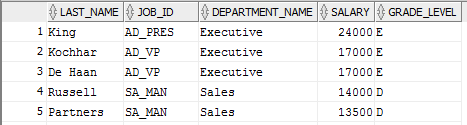 LAST_NAME JOB_ID DEPARTMENT_NAME SALARY GRADE_LEVEL
1 King AD_PRES Executive 24000 E
2 Kochhar AD_VP Executive 17000 E
3 De Haan AD_VP Executive 17000 E
4 Russell SA_MAN Sales 14000 D
5 Partners SA_MAN Sales 13500 D